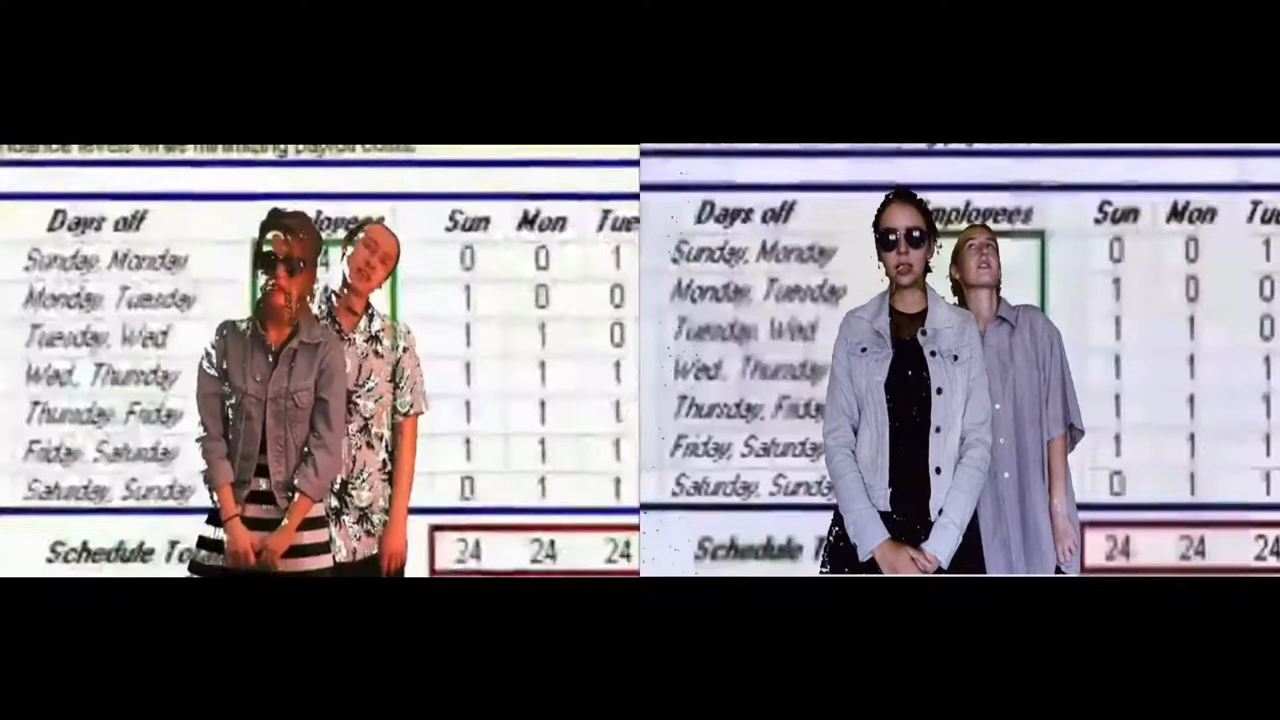 Days off Employees Sun Mon Tue
Sunday, Monday 4 0 0 1
Monday, Tuesday 1 0 0
Tuesday, Wed 1 1 0
Wed., Thursday 1 1 1
Thursday, Friday 1 1 1
Friday, Saturday 1 1 1
Saturday, Sunday 0 1 1
Schedule 24 24 24
Days off Employees Sun Mon
Sunday, Monday 0 0 1
Monday, Tuesday 1 0 0
Tuesday, Wed 1 1 0
Wed., Thursday 1 1 1
Thursday, Friday 1 1 1
Friday, Saturday 1 1 1
Saturday, Sunday 0 1 1
Schedule 24 24 24